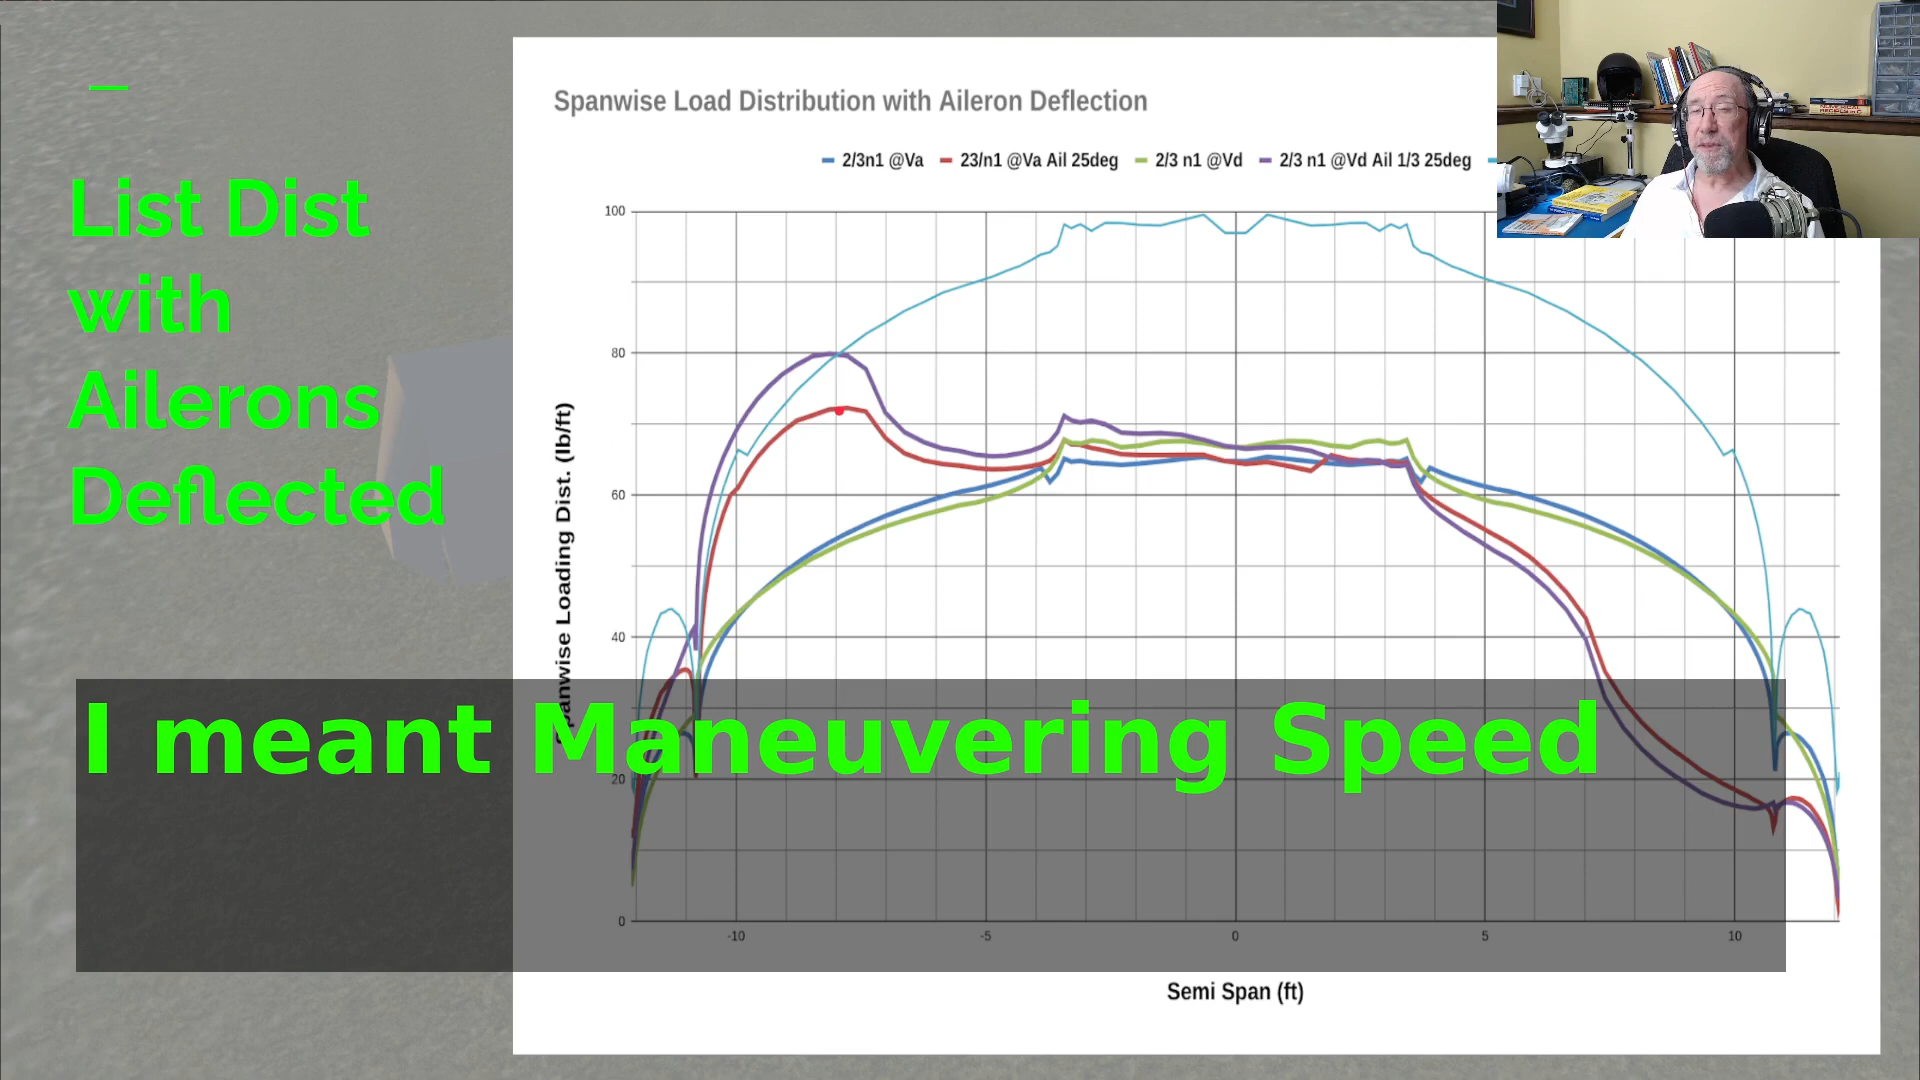 List Dist
with
Ailerons
Deflected
Spanwise Load Distribution with Aileron Deflection
2/3n1 @Va 23/n1 @Va Ail 25deg 2/3 n1 @Vd 2/3 n1 @Vd Ail 1/3 25deg
100
80
60
40
20
0
Spanwise Loading Dist. (lb/ft)
I meant Maneuvering Speed
-10 -5 0 5 10
Semi Span (ft)